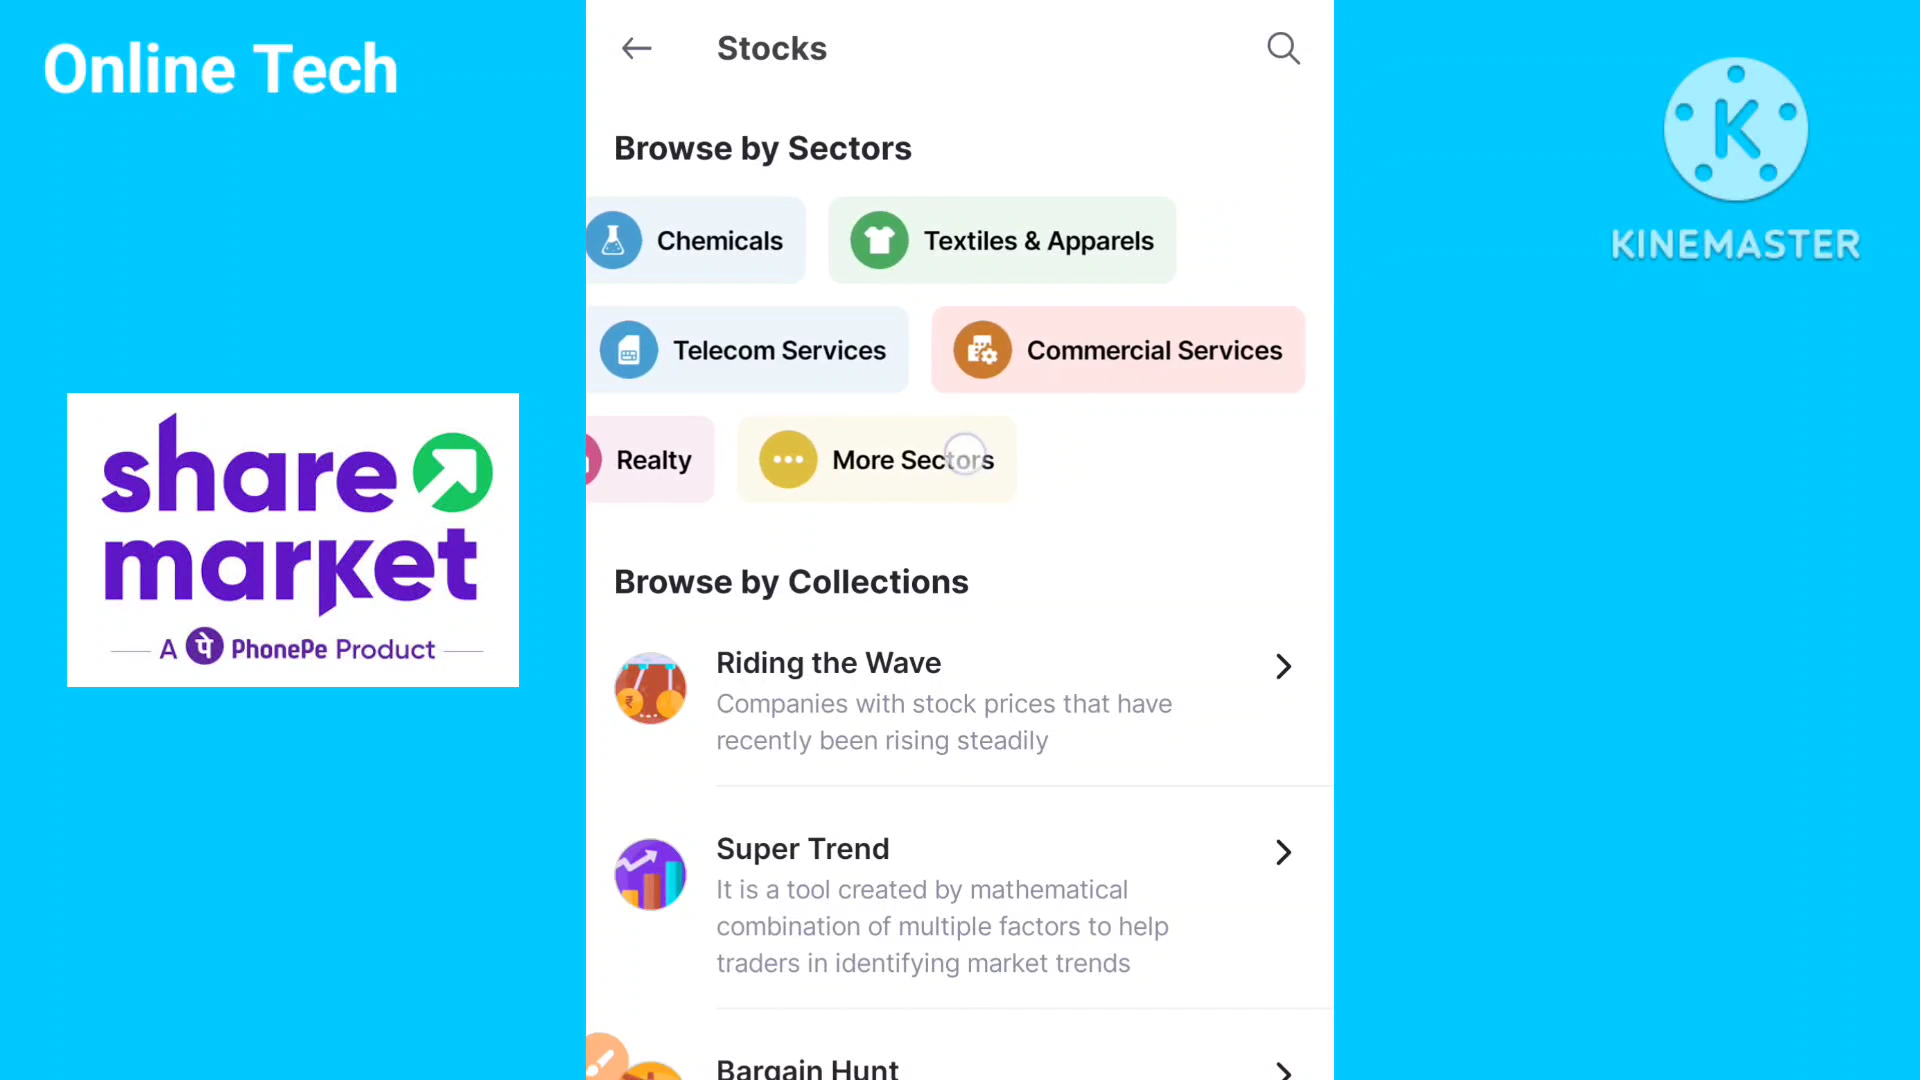 Online Tech
share
market
A पे PhonePe Product
Stocks
Browse by Sectors
Chemicals
Textiles & Apparels
Telecom Services
Commercial Services
Realty
More Sectors
Browse by Collections
Riding the Wave
Companies with stock prices that have
recently been rising steadily
Super Trend
It is a tool created by mathematical
combination of multiple factors to help
traders in identifying market trends
Bargain Hunt
K
KINEMASTER